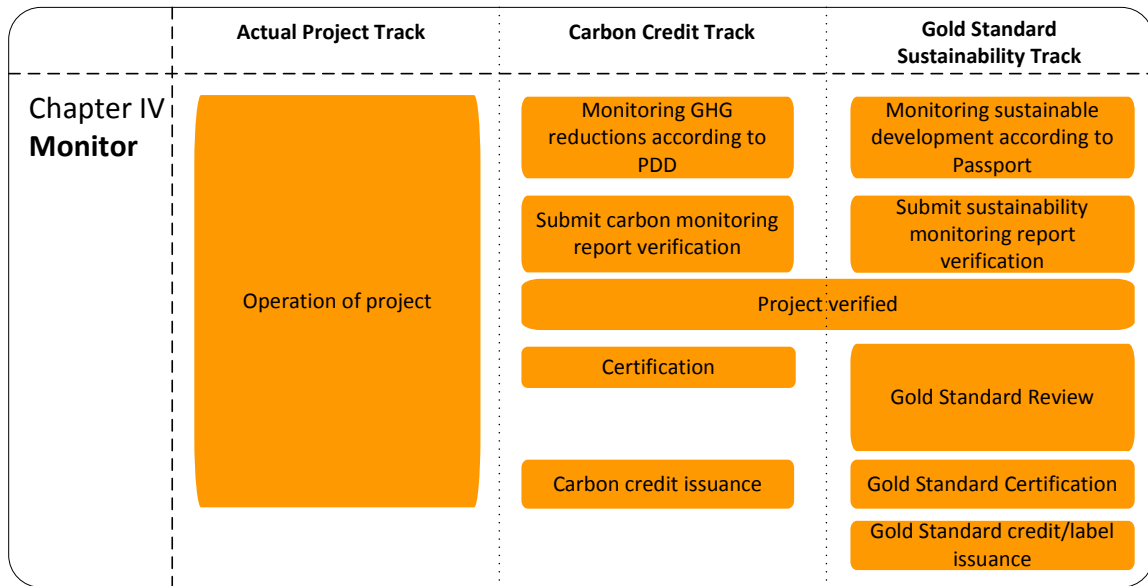 Actual Project Track
Carbon Credit Track
Gold Standard
Sustainability Track
Chapter IV
Monitor
Operation of project
Monitoring GHG
reductions according to
PDD
Submit carbon monitoring
report verification
Monitoring sustainable
development according to
Passport
Submit sustainability
monitoring report
verification
Project verified
Certification
Gold Standard Review
Carbon credit issuance
Gold Standard Certification
Gold Standard credit/label
issuance